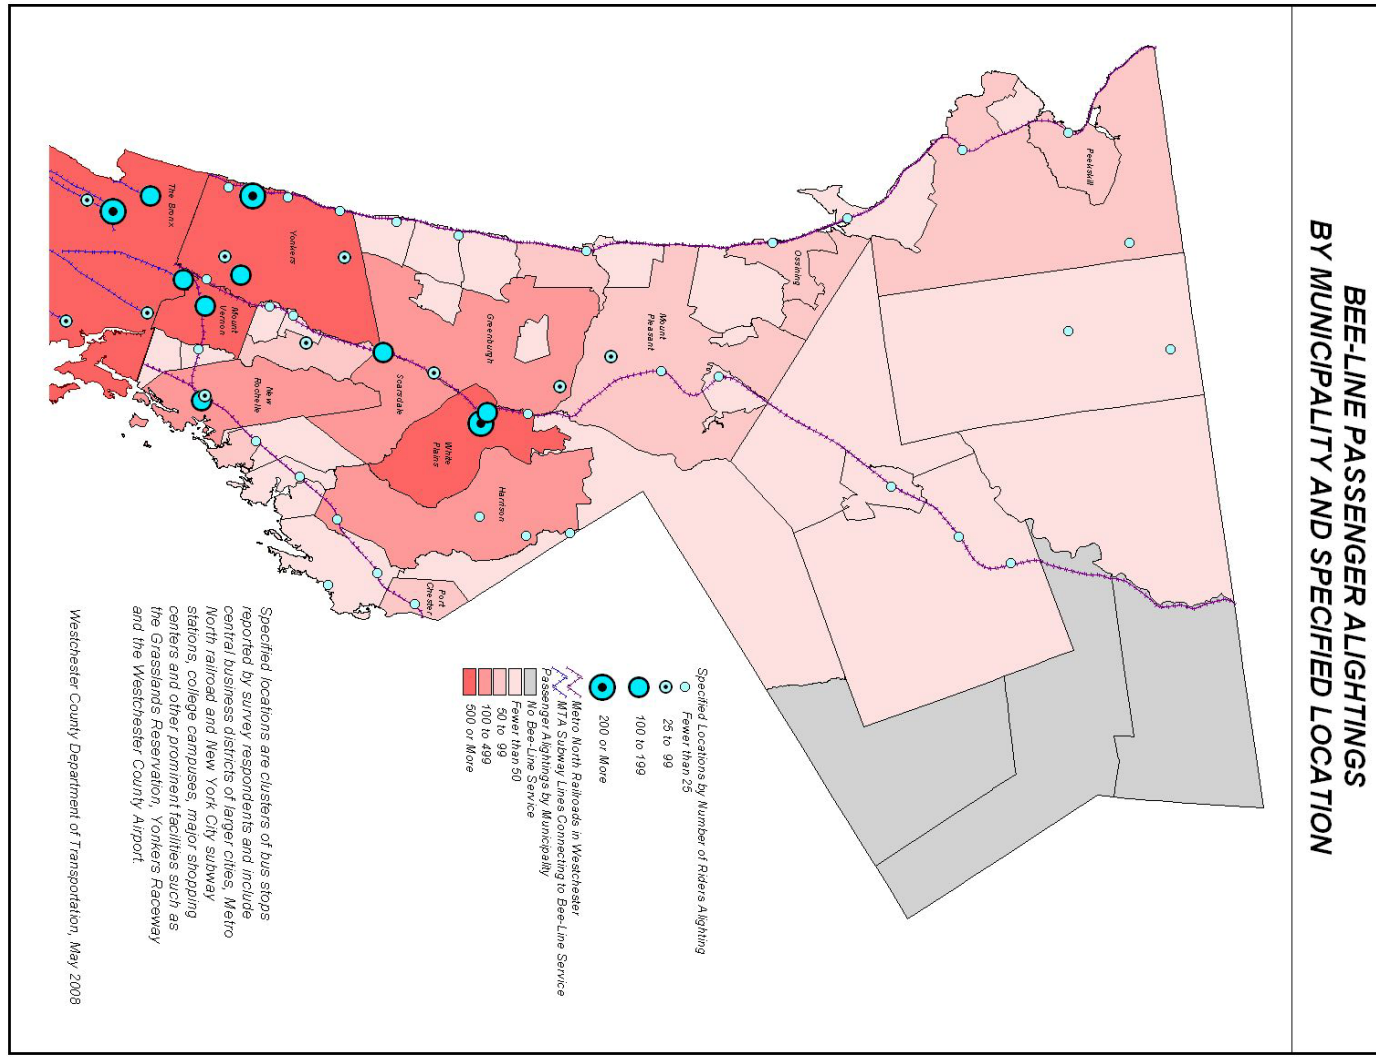 BEE-LINE PASSENGER ALIGHTINGS
BY MUNICIPALITY AND SPECIFIED LOCATION
Peekskill
Ossining
Mount
Pleasant
Greenburgh
Yonkers
The Bronx
Mount
Vernon
New
Rochelle
Scarsdale
White
Plains
Harrison
Port
Chester
Specified Locations by Number of Riders Alighting
Fewer than 25
25 to 99
100 to 199
200 or More
Metro North Railroads in Westchester
MTA Subway Lines Connecting to Bee-Line Service
Passenger Alightings by Municipality
No Bee-Line Service
Fewer than 50
50 to 99
100 to 499
500 or More
Specified locations are clusters of bus stops
reported by survey respondents and include
central business districts of larger cities, Metro
North railroad and New York City subway
stations, college campuses, major shopping
centers and other prominent facilities such as
the Grasslands Reservation, Yonkers Raceway
and the Westchester County Airport.
Westchester County Department of Transportation, May 2008